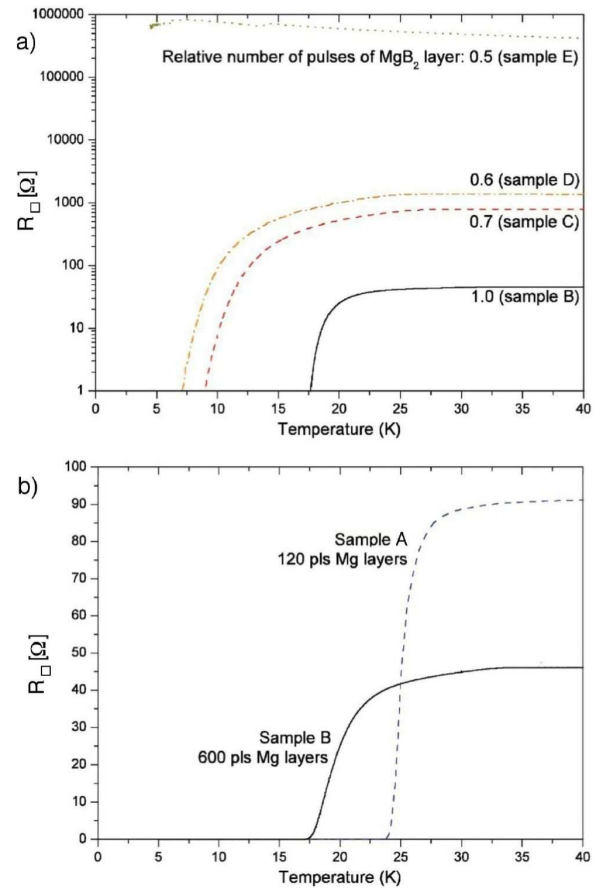 a)
1000000
100000
10000
1000
100
10
1
R□ [Ω]
Relative number of pulses of MgB₂ layer: 0.5 (sample E)
0.6 (sample D)
0.7 (sample C)
1.0 (sample B)
0 5 10 15 20 25 30 35 40
Temperature (K)
b)
100
90
80
70
60
50
40
30
20
10
0
R□ [Ω]
Sample A
120 pls Mg layers
Sample B
600 pls Mg layers
0 5 10 15 20 25 30 35 40
Temperature (K)